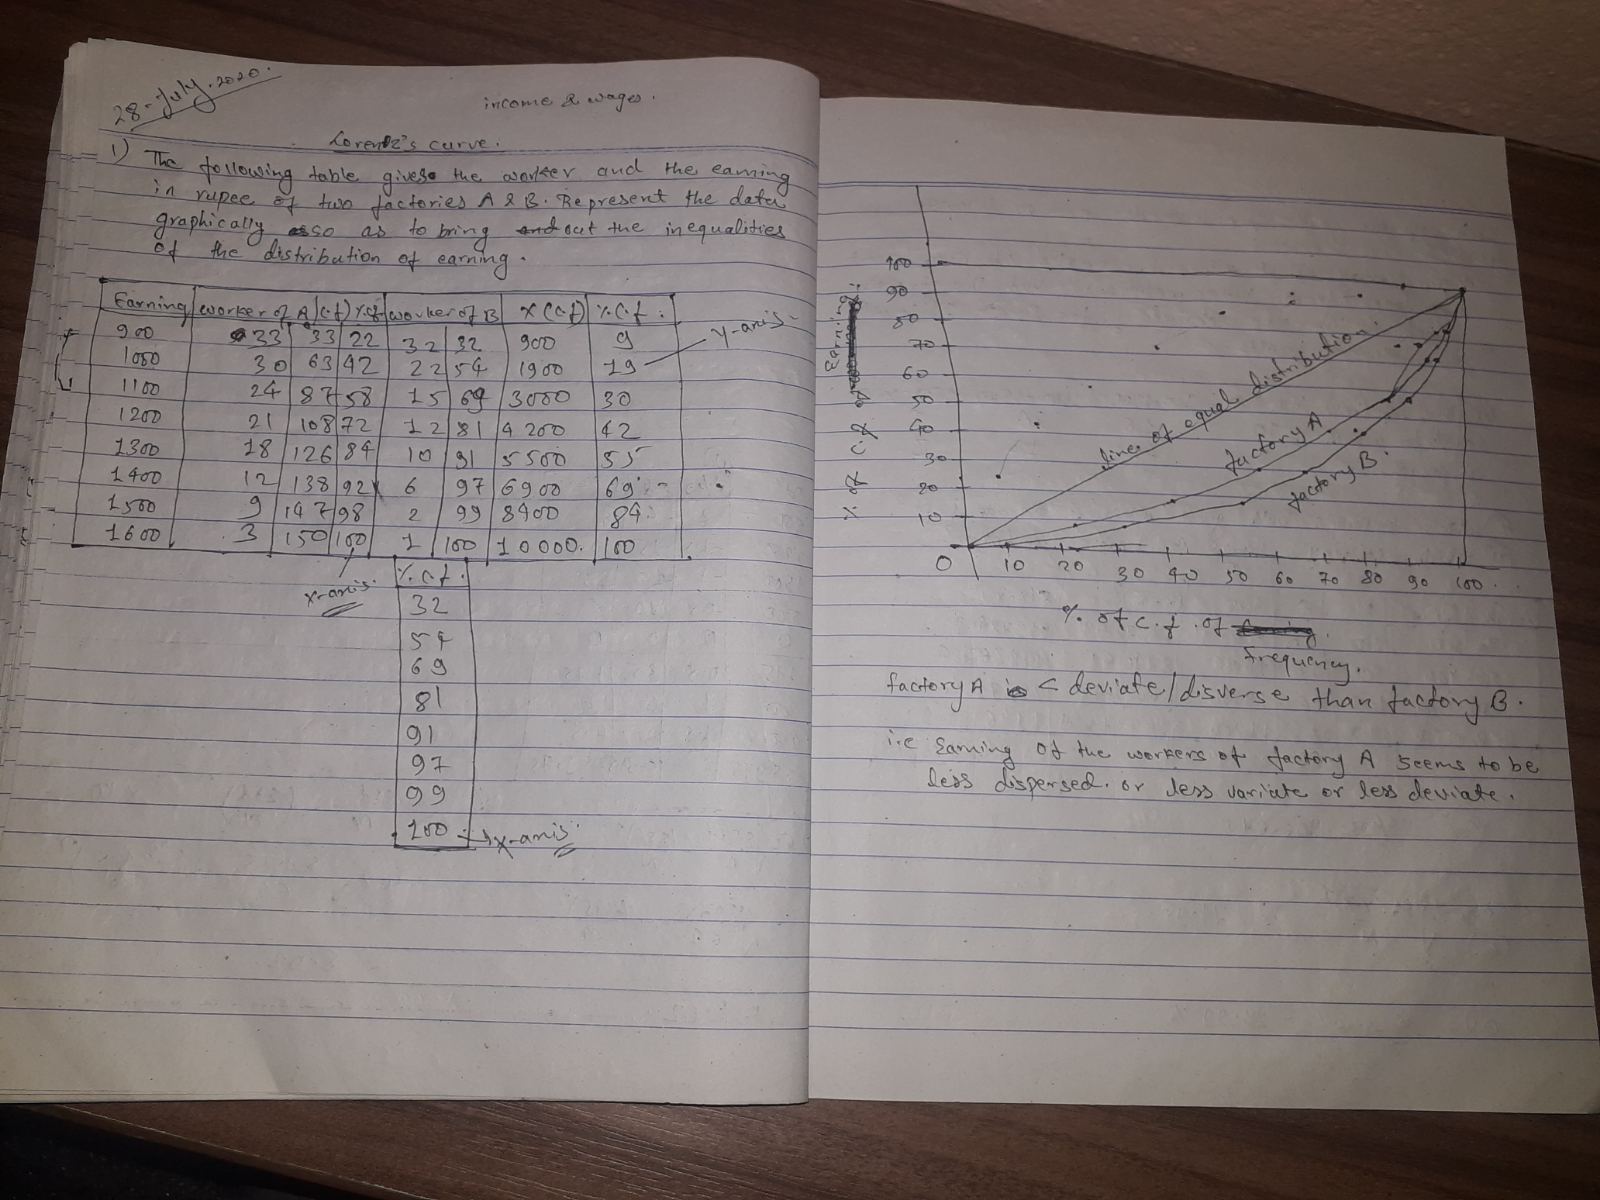 28-July.2020.
income & wages.
Lorentz's curve.
1) The following table gives the worker and the earning
in rupee of two factories A & B. Represent the data
graphically so as to bring out the inequalities
of the distribution of earning.
Earning worker of A (c.f) %c.f worker of B X (c.f) %c.f.
900 33 33 22 32 32 900 9
1000 30 63 42 22 54 1900 19 y-axis
1100 24 87 58 15 69 3000 30
1200 21 108 72 12 81 4200 42
1300 18 126 84 10 91 5500 55
1400 12 138 92 6 97 6900 69
1500 9 147 98 2 99 8400 84
1600 3 150 100 1 100 10000. 100
x-axis.
%.c.f.
32
54
69
81
91
97
99
100 x-axis
100
90
80
70
60
50
40
30
20
10
0 10 20 30 40 50 60 70 80 90 100
% of c.f of Earning
line of equal distribution.
factory A
factory B.
% of c.f. of
frequency.
factory A is < deviate/disverse than factory B.
i.e Earning of the workers of factory A seems to be
less dispersed. or less variate or less deviate.